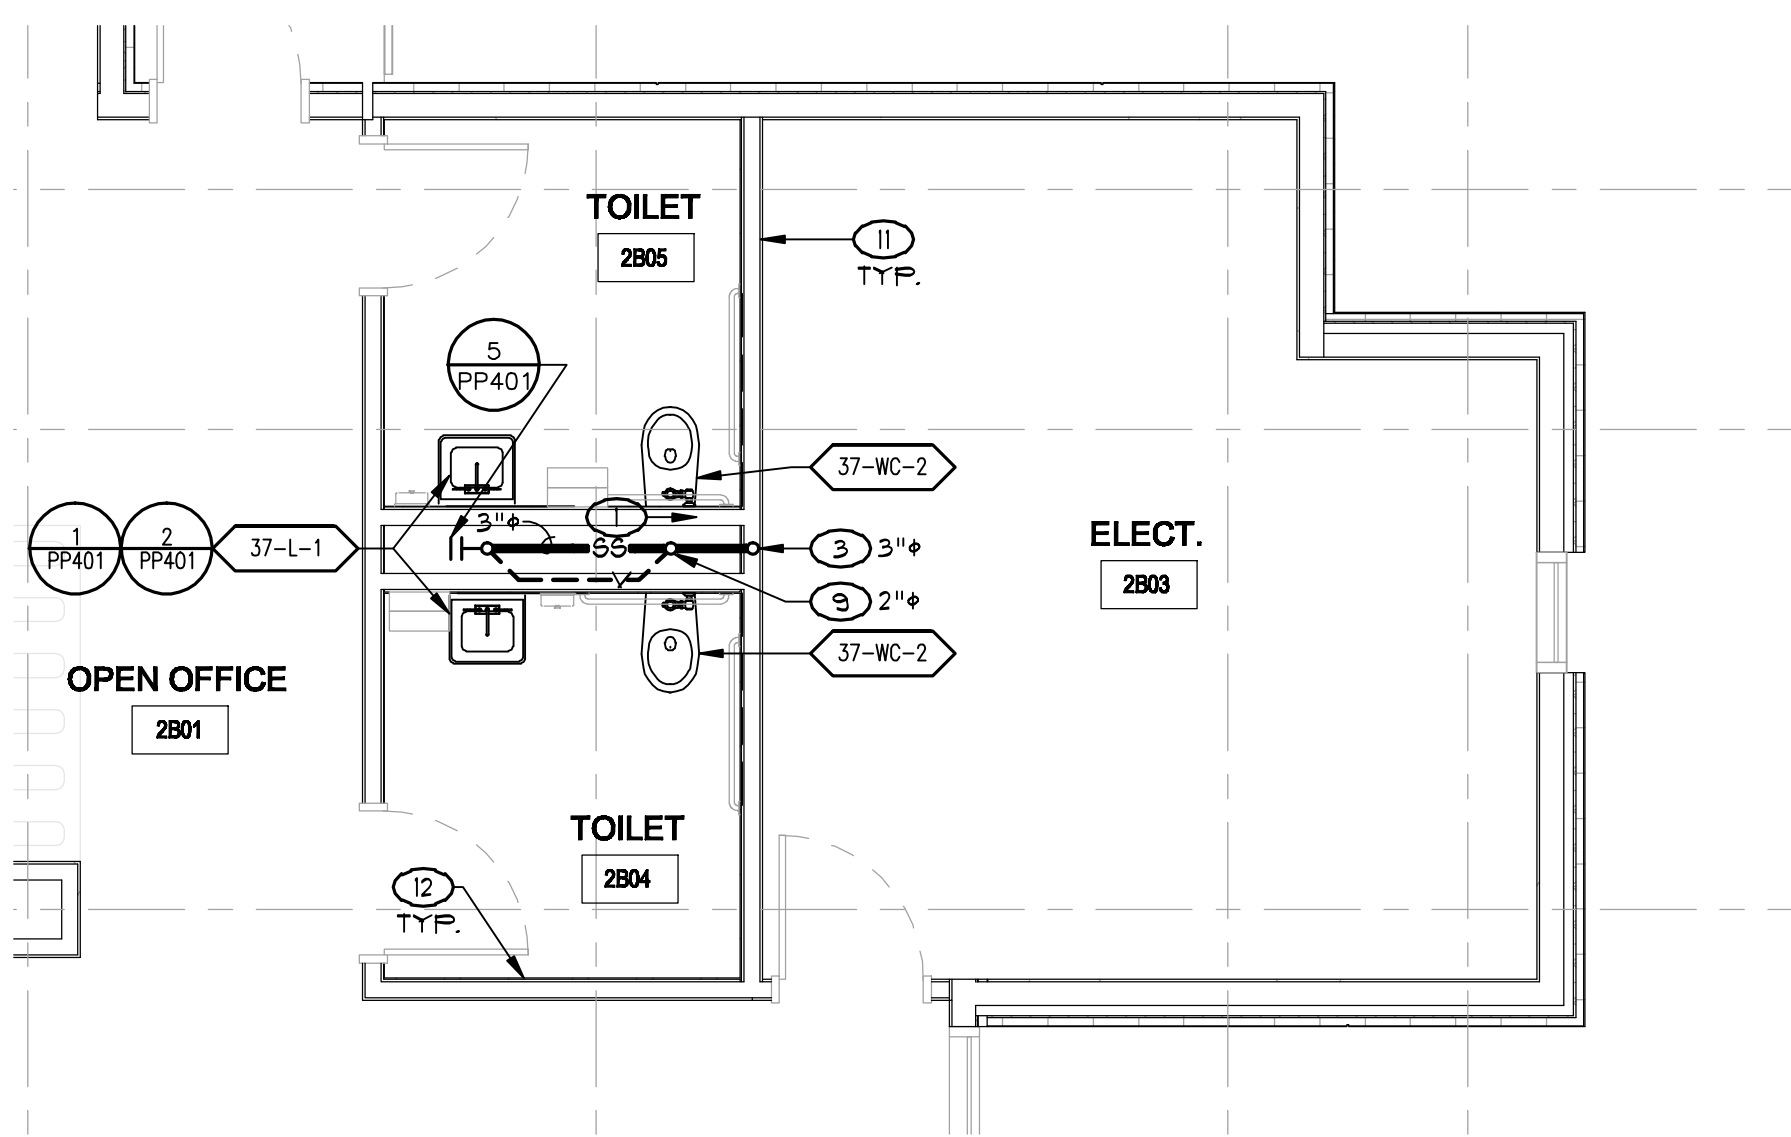 TOILET
2B05
11
TYP.
5
PP401
37-WC-2
3"ϕ
1
1
PP401
2
PP401
37-L-1
SS
3
3"ϕ
ELECT.
2B03
9
2"ϕ
V
37-WC-2
OPEN OFFICE
2B01
TOILET
2B04
12
TYP.